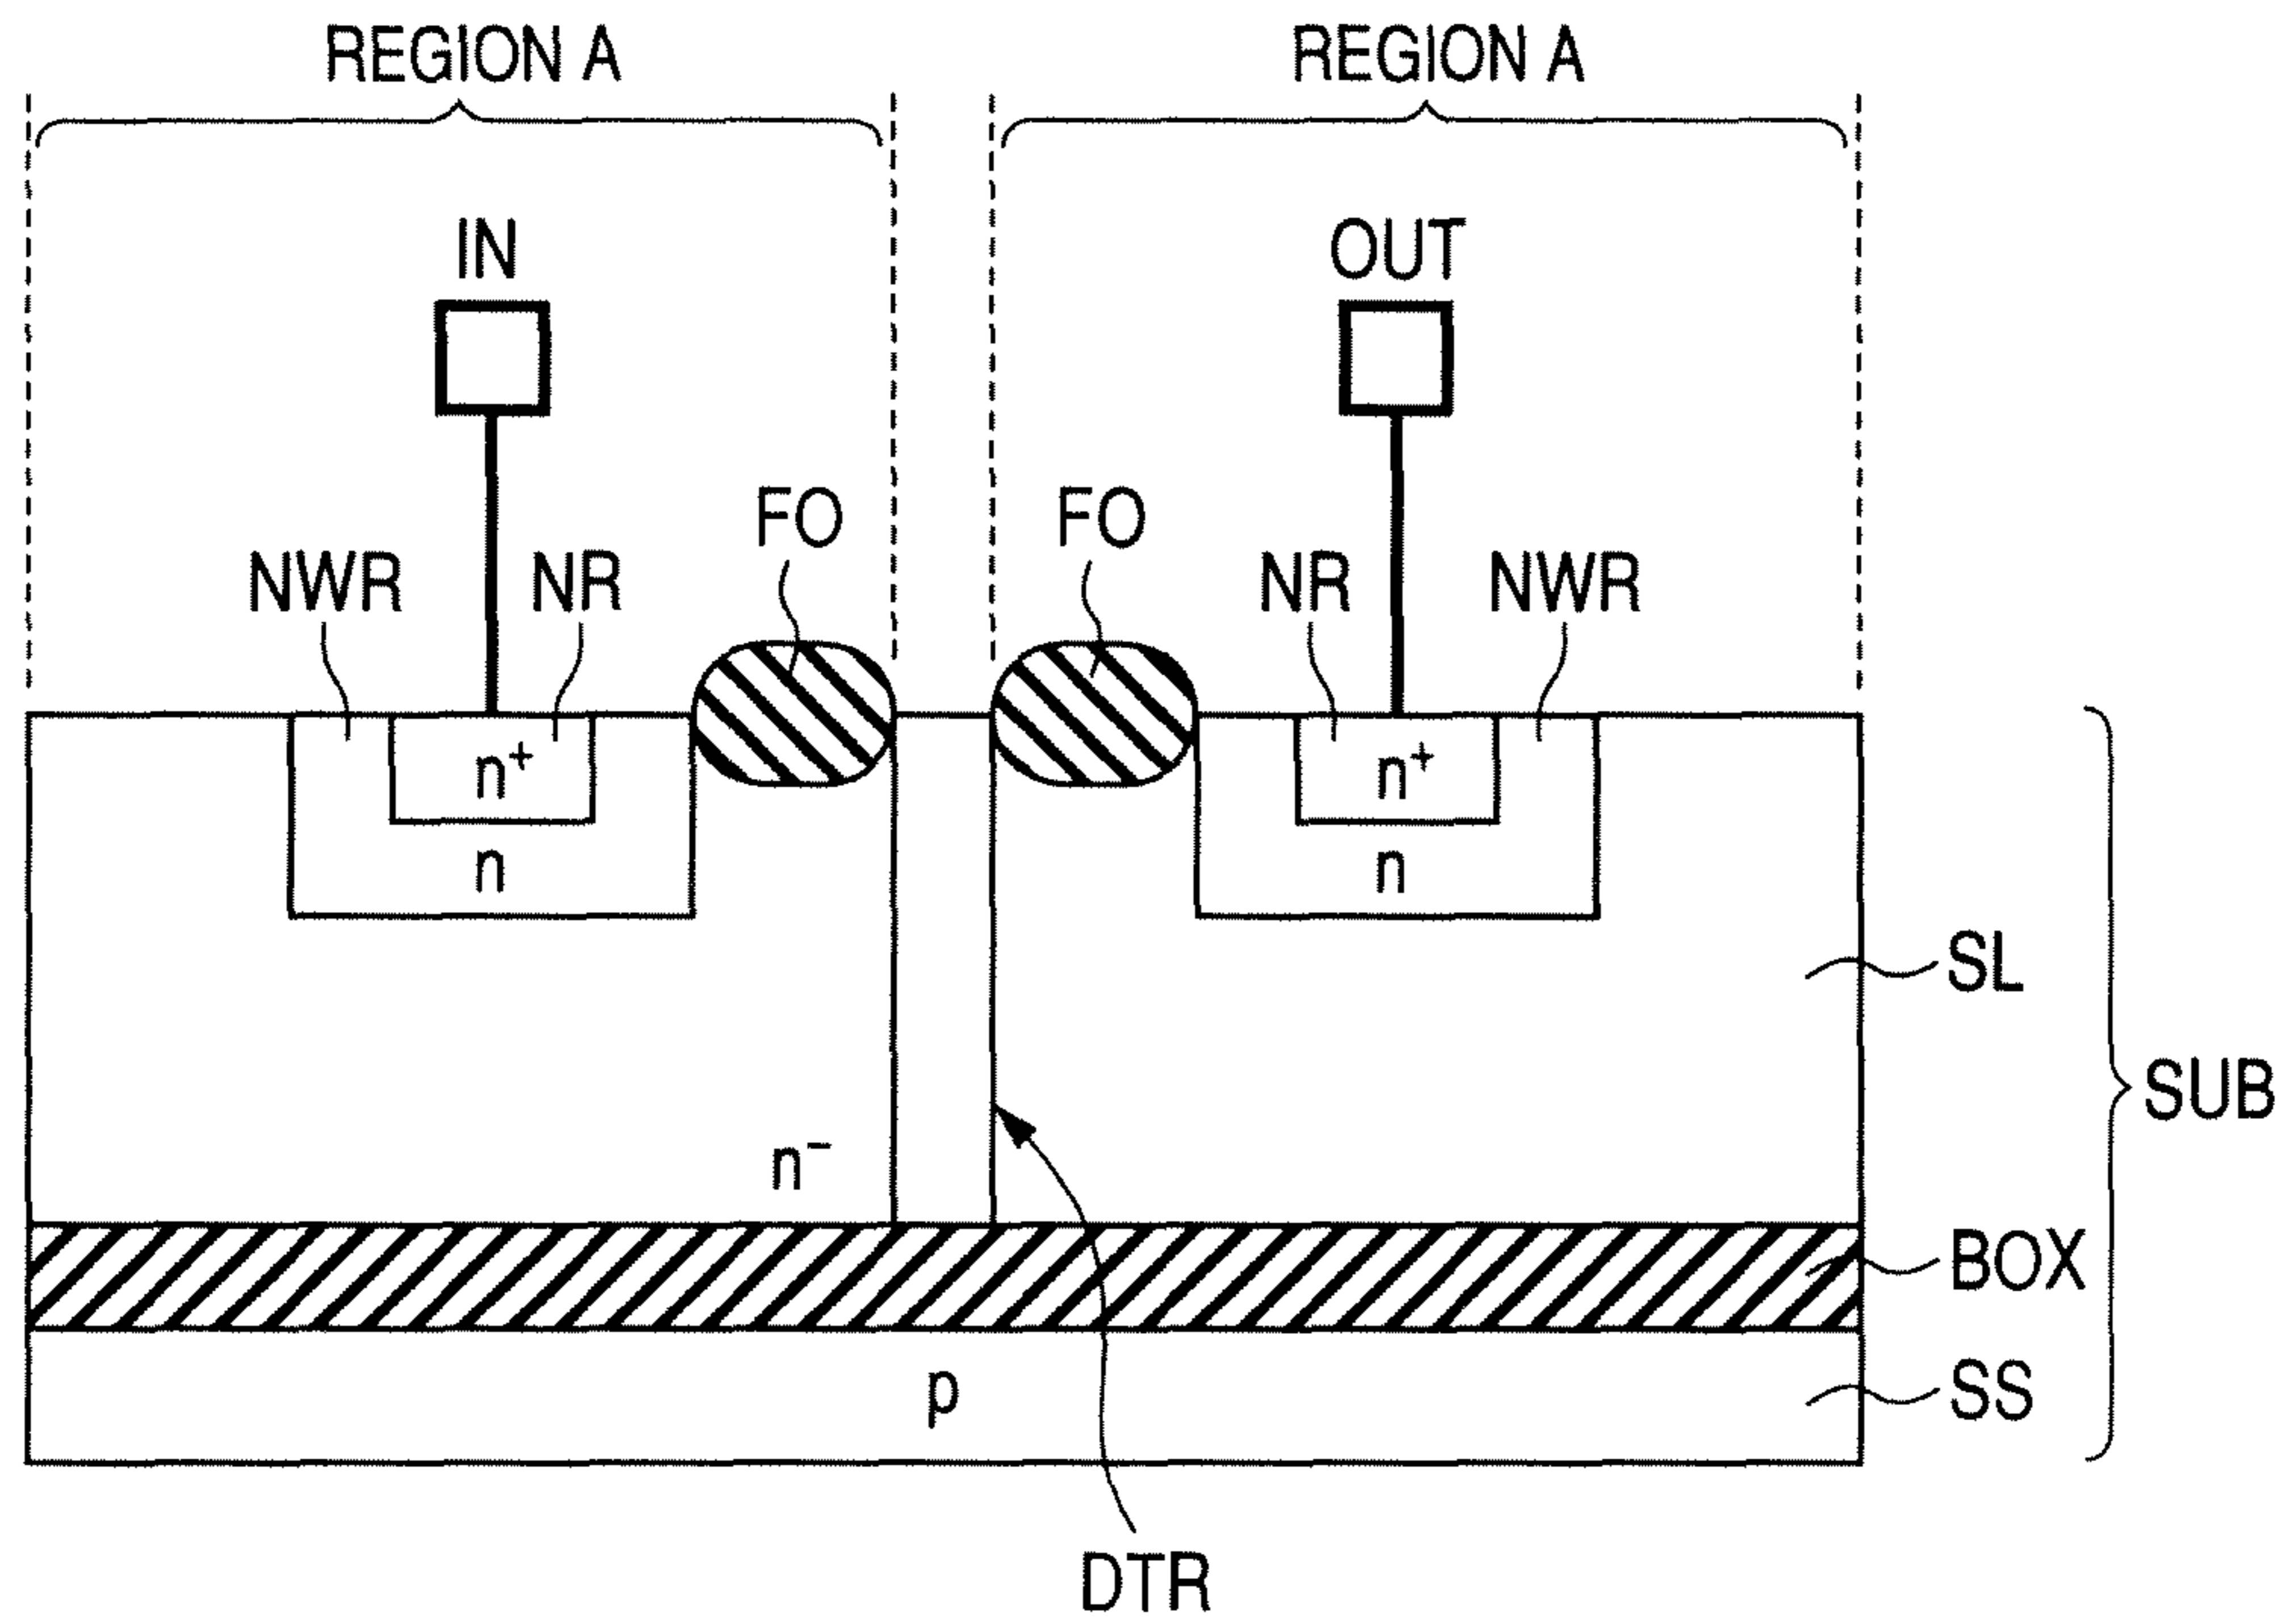 REGION A REGION A
IN OUT
FO FO
NWR NR NR NWR
n+ n+
n n
SL
SUB
n−
BOX
p SS
DTR